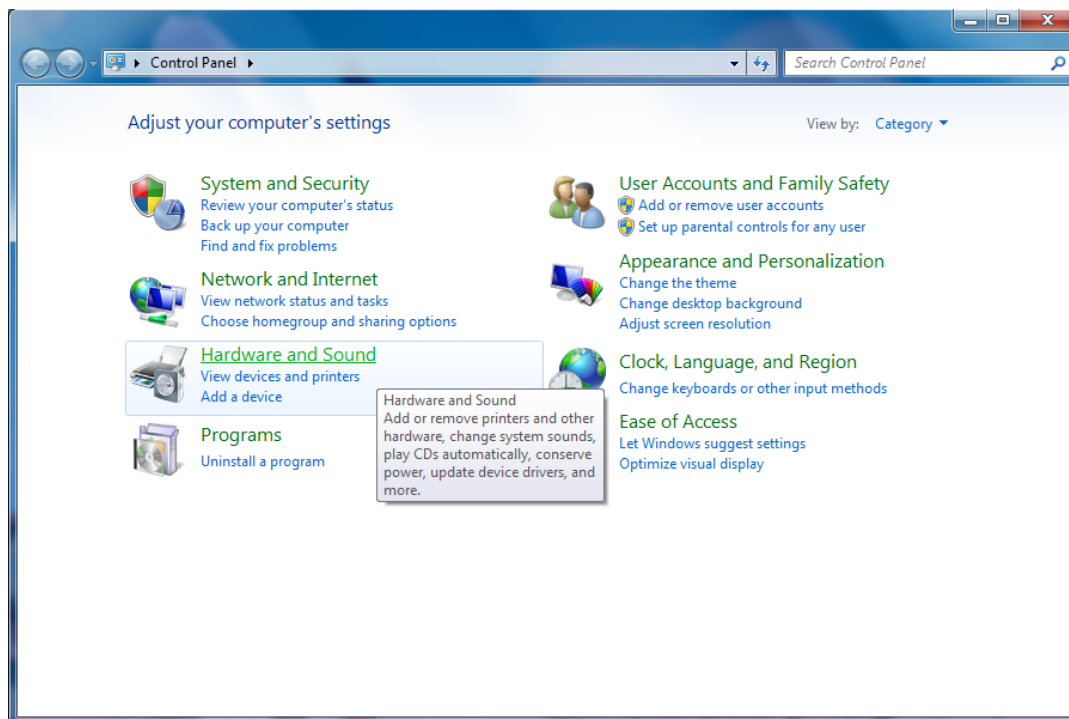 Control Panel
Search Control Panel
Adjust your computer's settings
View by: Category
System and Security
Review your computer's status
Back up your computer
Find and fix problems
Network and Internet
View network status and tasks
Choose homegroup and sharing options
Hardware and Sound
View devices and printers
Add a device
Hardware and Sound
Add or remove printers and other
hardware, change system sounds,
play CDs automatically, conserve
power, update device drivers, and
more.
Programs
Uninstall a program
User Accounts and Family Safety
Add or remove user accounts
Set up parental controls for any user
Appearance and Personalization
Change the theme
Change desktop background
Adjust screen resolution
Clock, Language, and Region
Change keyboards or other input methods
Ease of Access
Let Windows suggest settings
Optimize visual display